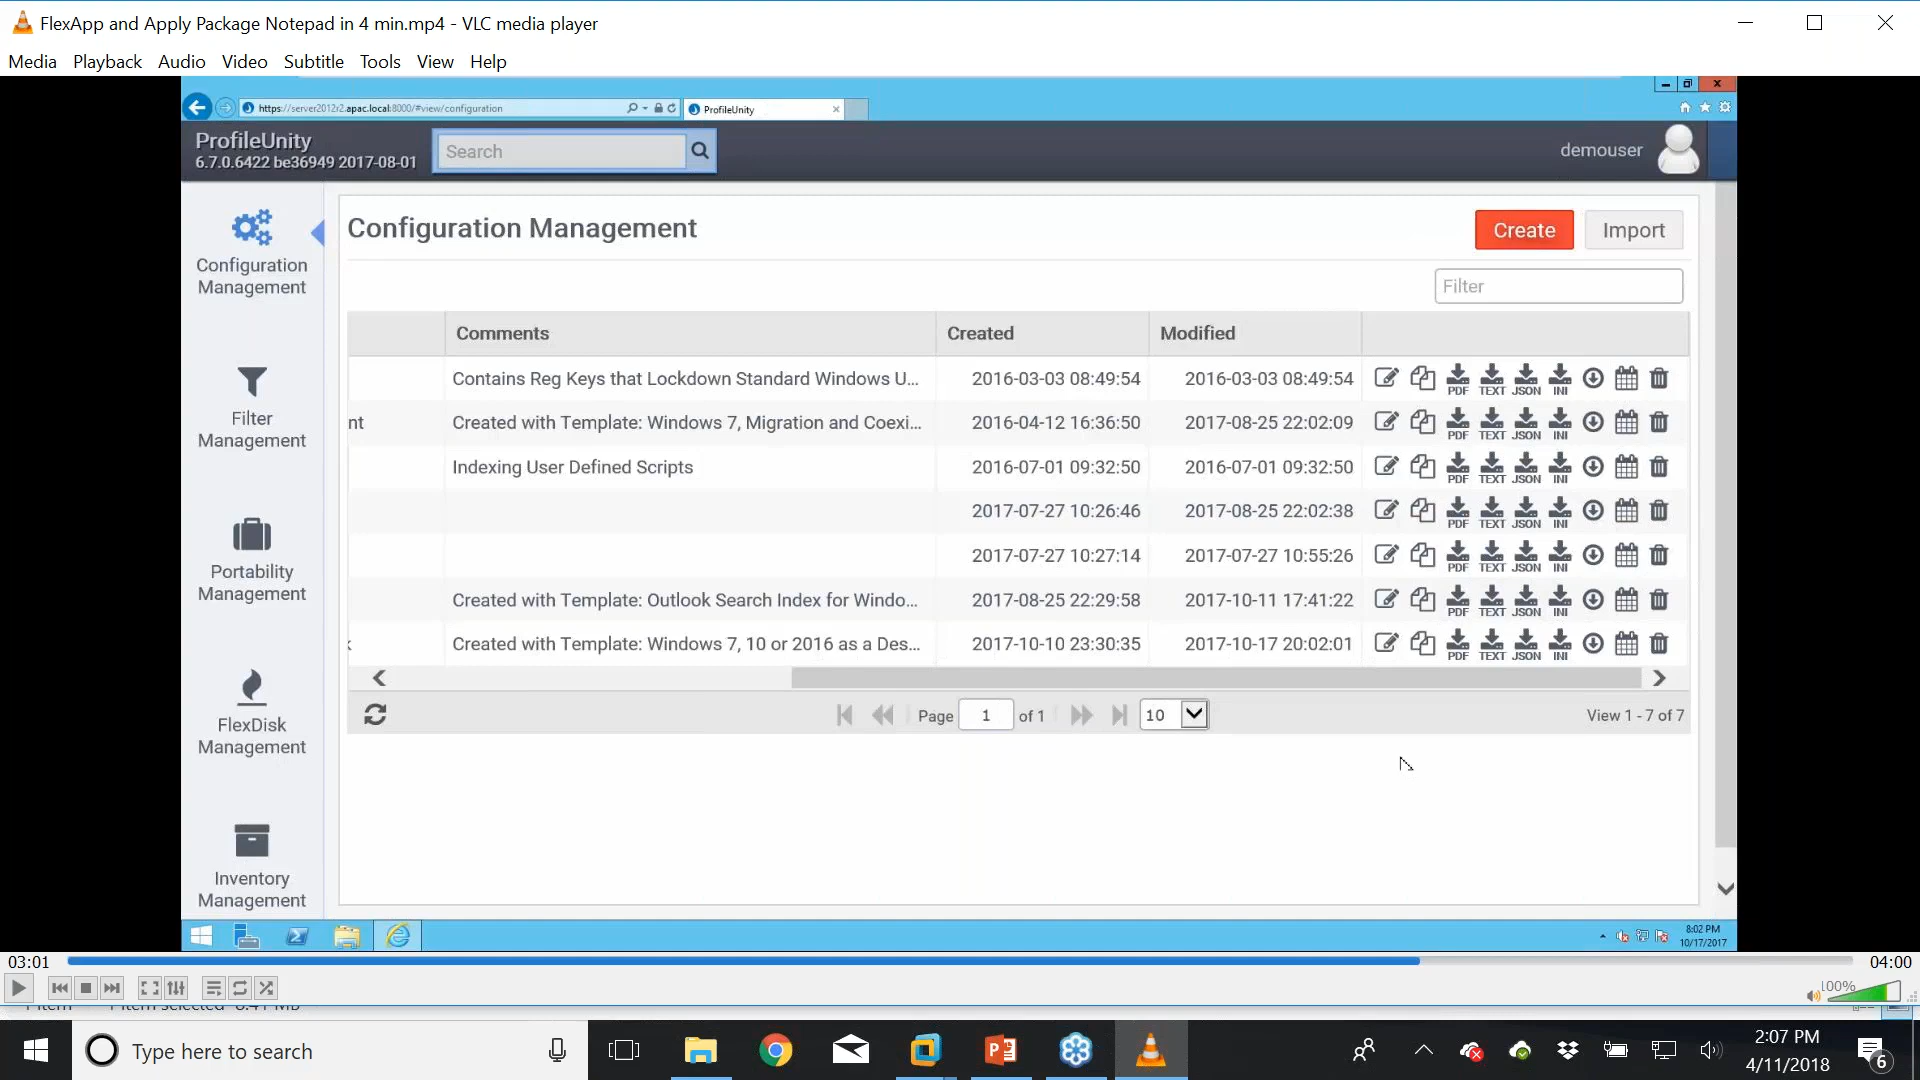 FlexApp and Apply Package Notepad in 4 min.mp4 - VLC media player
Media Playback Audio Video Subtitle Tools View Help
https://server2012r2.apac.local:8000/#view/configuration
ProfileUnity
ProfileUnity
6.7.0.6422 be36949 2017-08-01
Search
demouser
Configuration Management
Create
Import
Filter
Configuration
Management
Filter
Management
Portability
Management
FlexDisk
Management
Inventory
Management
Comments Created Modified
Contains Reg Keys that Lockdown Standard Windows U... 2016-03-03 08:49:54 2016-03-03 08:49:54 PDF TEXT JSON INI
nt Created with Template: Windows 7, Migration and Coexi... 2016-04-12 16:36:50 2017-08-25 22:02:09 PDF TEXT JSON INI
Indexing User Defined Scripts 2016-07-01 09:32:50 2016-07-01 09:32:50 PDF TEXT JSON INI
2017-07-27 10:26:46 2017-08-25 22:02:38 PDF TEXT JSON INI
2017-07-27 10:27:14 2017-07-27 10:55:26 PDF TEXT JSON INI
Created with Template: Outlook Search Index for Windo... 2017-08-25 22:29:58 2017-10-11 17:41:22 PDF TEXT JSON INI
Created with Template: Windows 7, 10 or 2016 as a Des... 2017-10-10 23:30:35 2017-10-17 20:02:01 PDF TEXT JSON INI
Page 1 of 1 10 View 1 - 7 of 7
8:02 PM
10/17/2017
03:01 04:00
100%
Type here to search
2:07 PM
4/11/2018
6